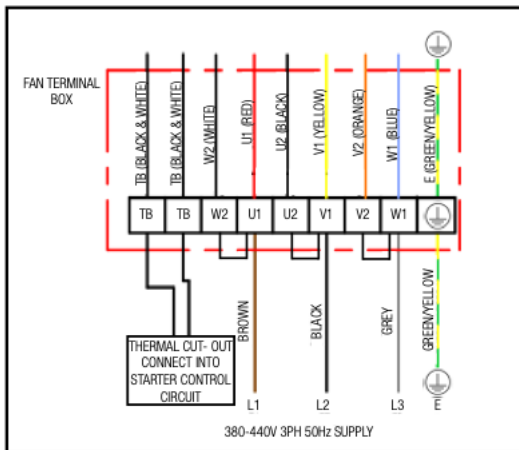 FAN TERMINAL
BOX
TB (BLACK & WHITE)
TB (BLACK & WHITE)
W2 (WHITE)
U1 (RED)
U2 (BLACK)
V1 (YELLOW)
V2 (ORANGE)
W1 (BLUE)
E (GREEN/YELLOW)
TB TB W2 U1 U2 V1 V2 W1
BROWN
BLACK
GREY
GREEN/YELLOW
THERMAL CUT- OUT
CONNECT INTO
STARTER CONTROL
CIRCUIT
L1 L2 L3 E
380-440V 3PH 50Hz SUPPLY